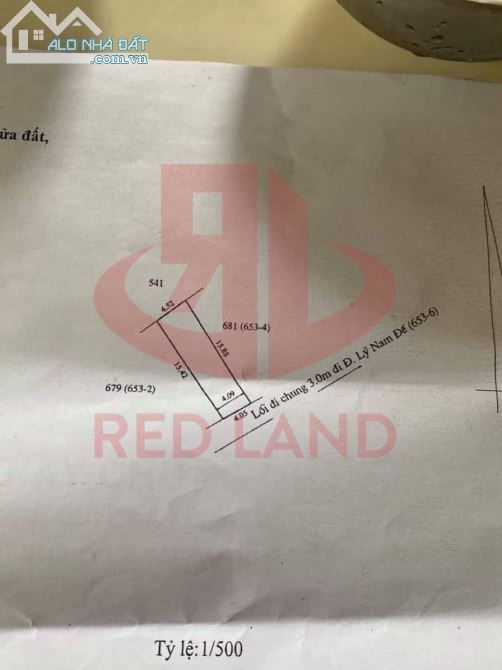 ALO NHÀ ĐẤT
.com.vn
ửa đất,
541
4.52
681 (653-4)
15.88
15.42
679 (653-2)
4.09
4.05
Lối đi chung 3.0m đi Đ. Lý Nam Đế (653-6)
RED LAND
Tỷ lệ:1/500